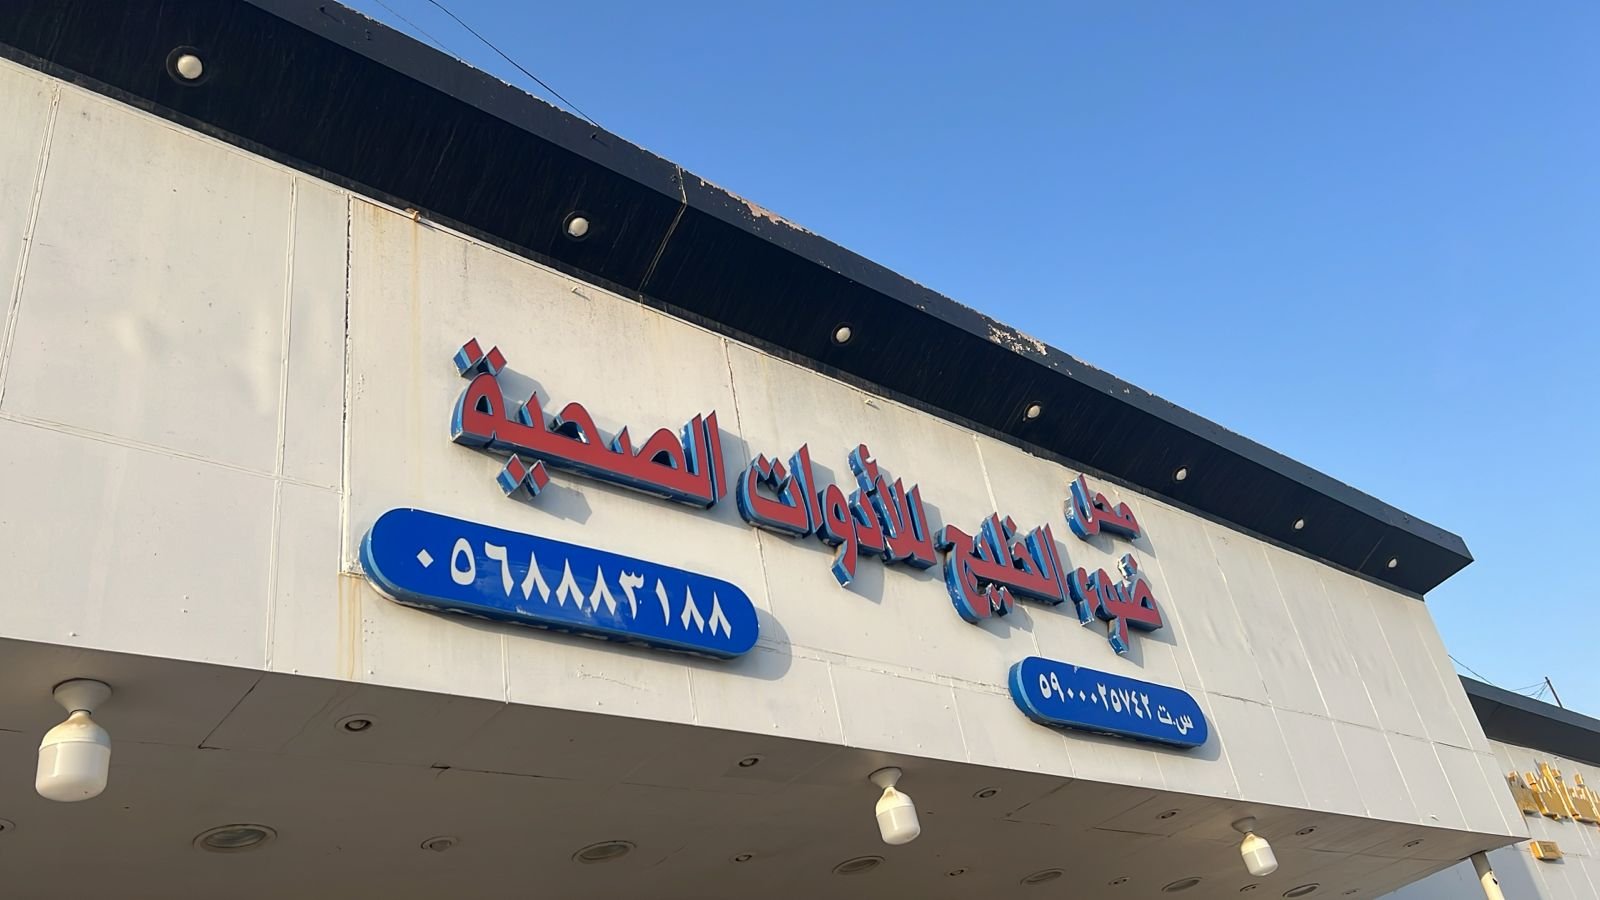 محل
ضوء الخليج للأدوات الصحية
٠٥٦٨٨٨٣١٨٨
س.ت ٥٩٠٠٠٢٥٧٤٢